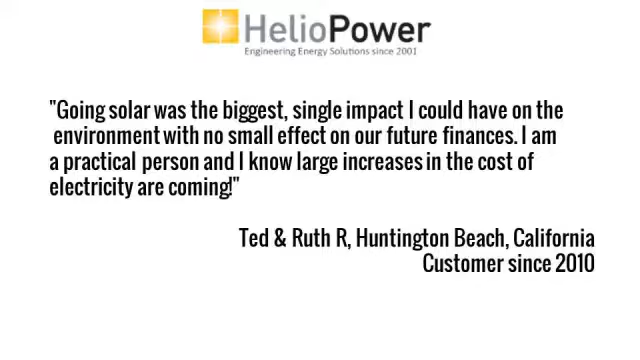 HelioPower
Engineering Energy Solutions since 2001
"Going solar was the biggest, single impact I could have on the
environment with no small effect on our future finances. I am
a practical person and I know large increases in the cost of
electricity are coming!"
Ted & Ruth R, Huntington Beach, California
Customer since 2010